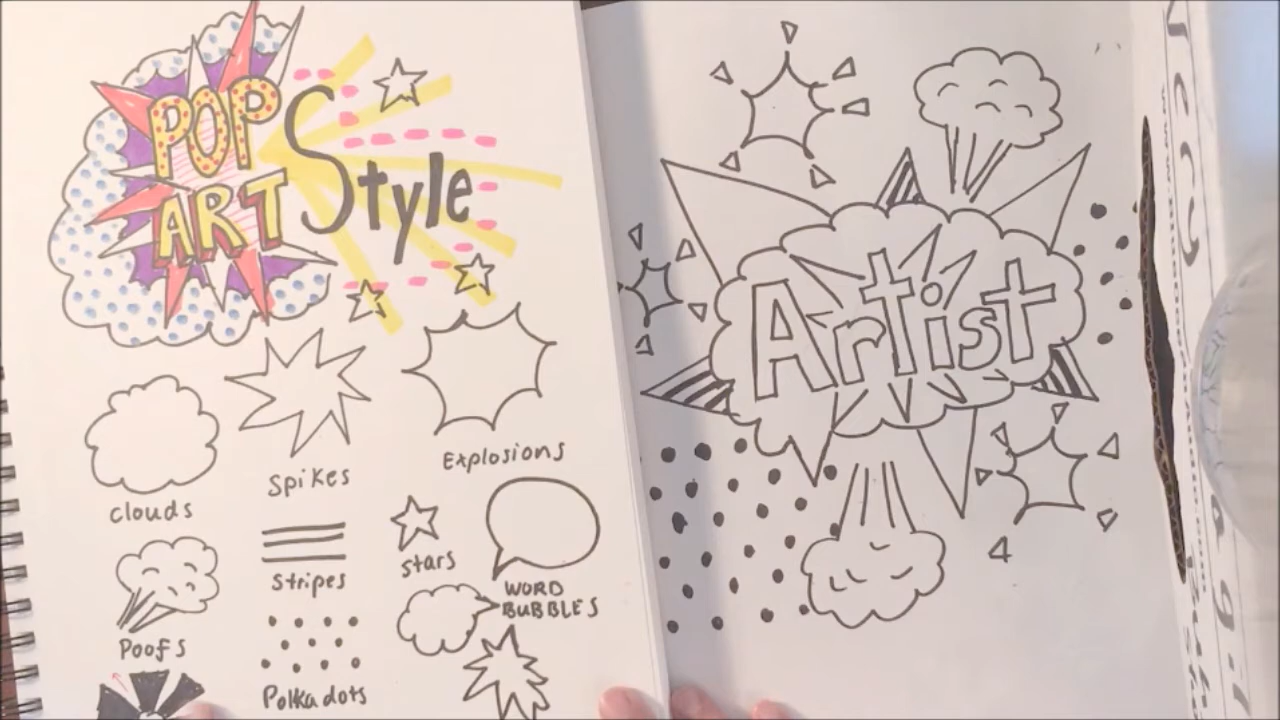 POP
ART
Style
clouds
Spikes
Explosions
Poofs
Stripes
stars
WORD
BUBBLES
Polka dots
Artist